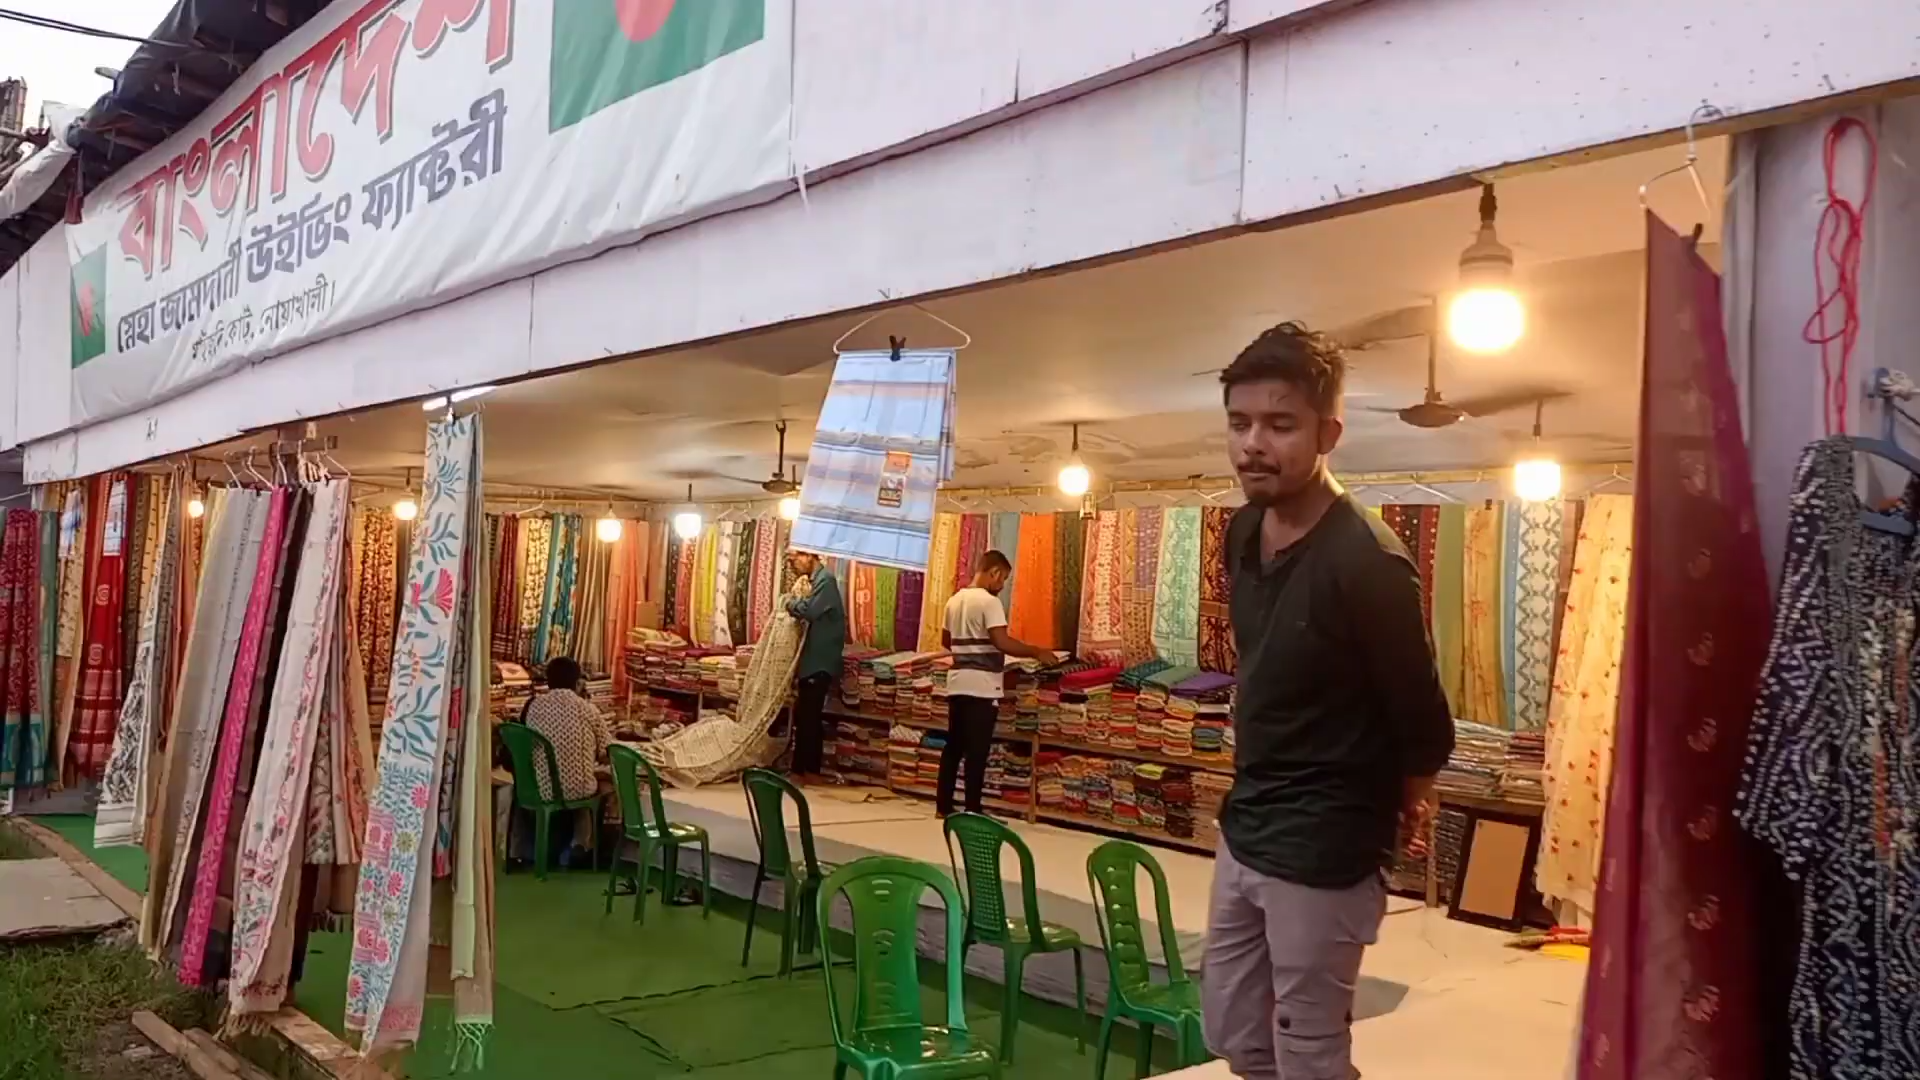 বাংলাদেশ
স্নেহা জামদানী উইভিং ফ্যাক্টরী
নোয়াখালী।